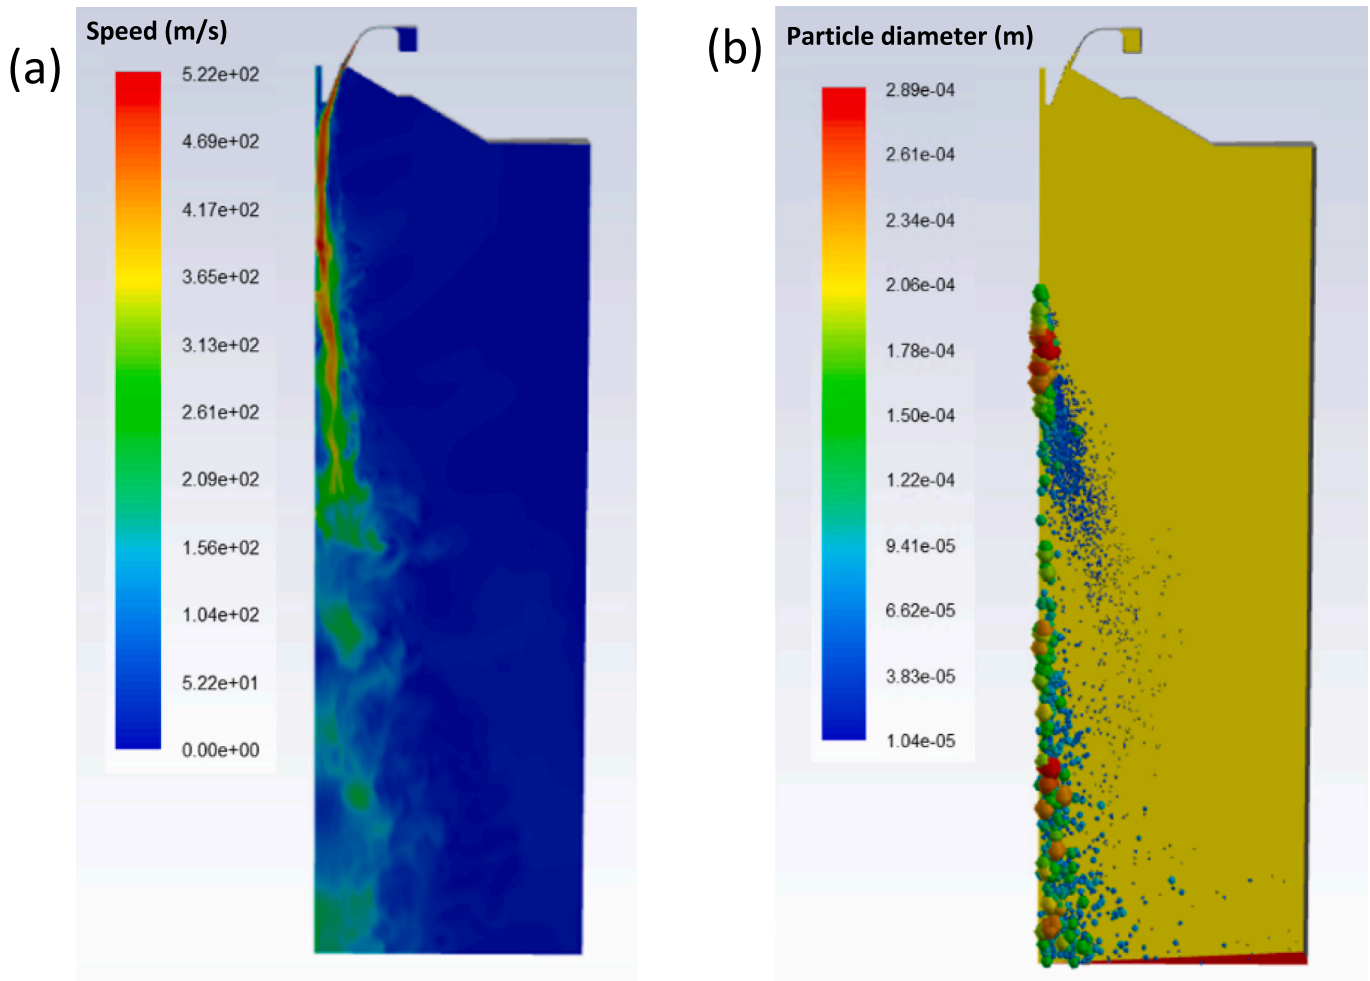 (a)
Speed (m/s)
5.22e+02
4.69e+02
4.17e+02
3.65e+02
3.13e+02
2.61e+02
2.09e+02
1.56e+02
1.04e+02
5.22e+01
0.00e+00
(b)
Particle diameter (m)
2.89e-04
2.61e-04
2.34e-04
2.06e-04
1.78e-04
1.50e-04
1.22e-04
9.41e-05
6.62e-05
3.83e-05
1.04e-05